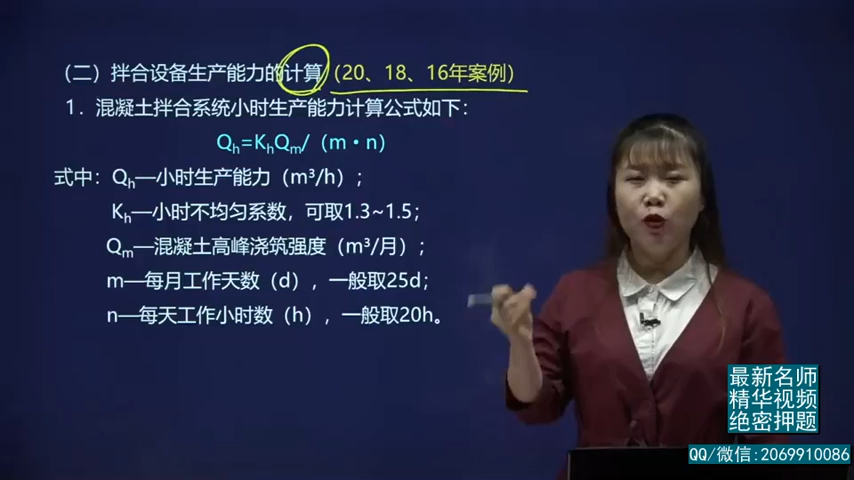 （二）拌合设备生产能力的计算（20、18、16年案例）
1．混凝土拌合系统小时生产能力计算公式如下：
Qh=KhQm/（m·n）
式中：Qh—小时生产能力（m³/h）；
Kh—小时不均匀系数，可取1.3~1.5；
Qm—混凝土高峰浇筑强度（m³/月）；
m—每月工作天数（d），一般取25d；
n—每天工作小时数（h），一般取20h。
最新名师
精华视频
绝密押题
QQ/微信:2069910086